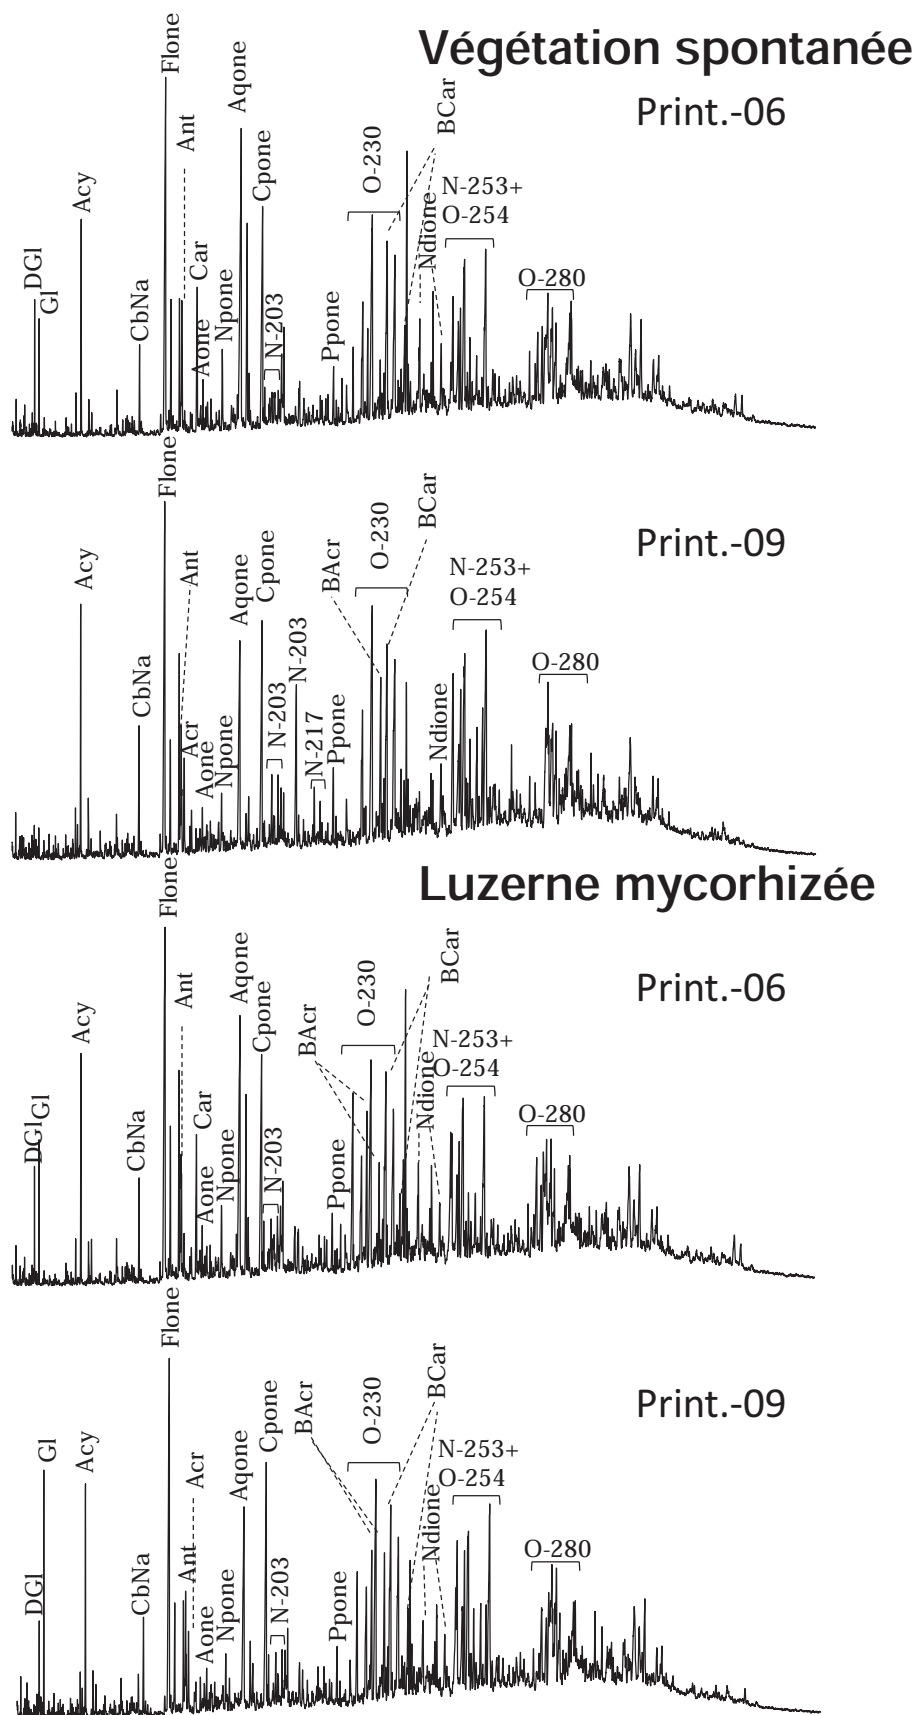 Végétation spontanée
Print.-06
DGl
Gl
Acy
CbNa
Flone
Ant
Car
Aone
Npone
Aqone
Cpone
N-203
Ppone
O-230
BCar
Ndione
N-253+
O-254
O-280
Print.-09
Acy
CbNa
Flone
Ant
Acr
Aone
Npone
Aqone
Cpone
N-203
N-203
N-217
Ppone
BAcr
O-230
BCar
Ndione
N-253+
O-254
O-280
Luzerne mycorhizée
Print.-06
DGl
Gl
Acy
CbNa
Flone
Ant
Car
Aone
Npone
Aqone
Cpone
N-203
BAcr
Ppone
O-230
BCar
Ndione
N-253+
O-254
O-280
Print.-09
DGl
Gl
Acy
CbNa
Flone
Ant
Acr
Aone
Npone
Aqone
Cpone
N-203
BAcr
Ppone
O-230
BCar
Ndione
N-253+
O-254
O-280